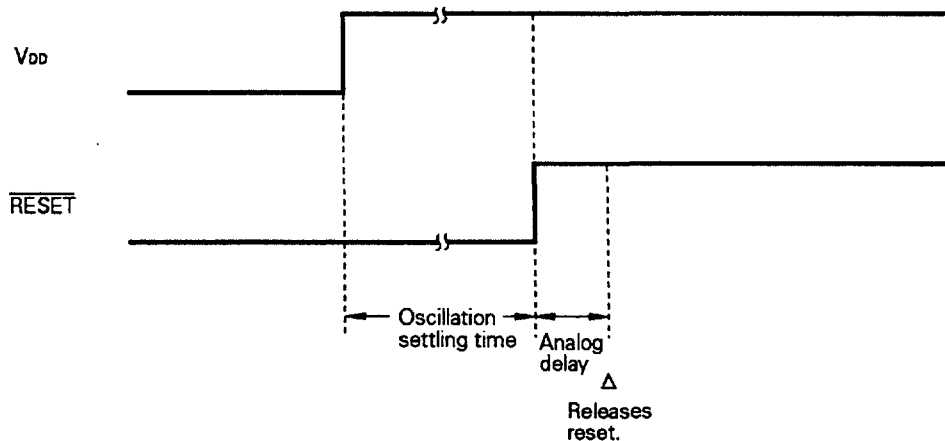 VDD
RESET
Oscillation
settling time
Analog
delay
Δ
Releases
reset.